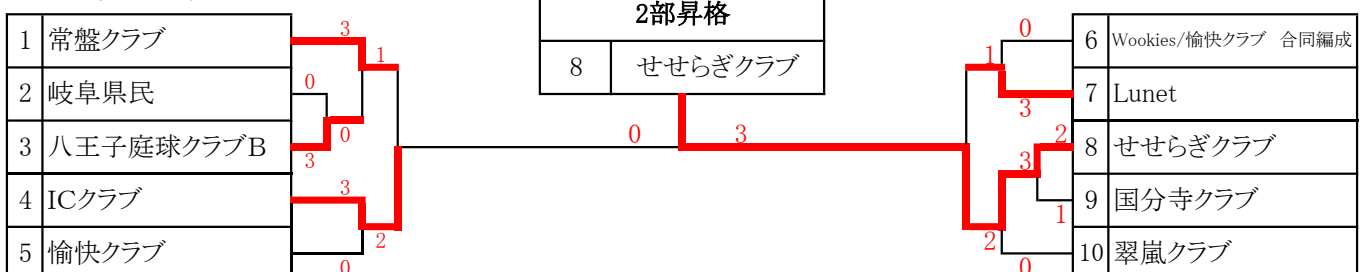 2部昇格
8 せせらぎクラブ
1 常盤クラブ
2 岐阜県民
3 八王子庭球クラブB
4 ICクラブ
5 愉快クラブ
3
1
0
0
3
3
2
0
0 3
0
1
3
2
3
1
2
0
6 Wookies/愉快クラブ 合同編成
7 Lunet
8 せせらぎクラブ
9 国分寺クラブ
10 翠嵐クラブ